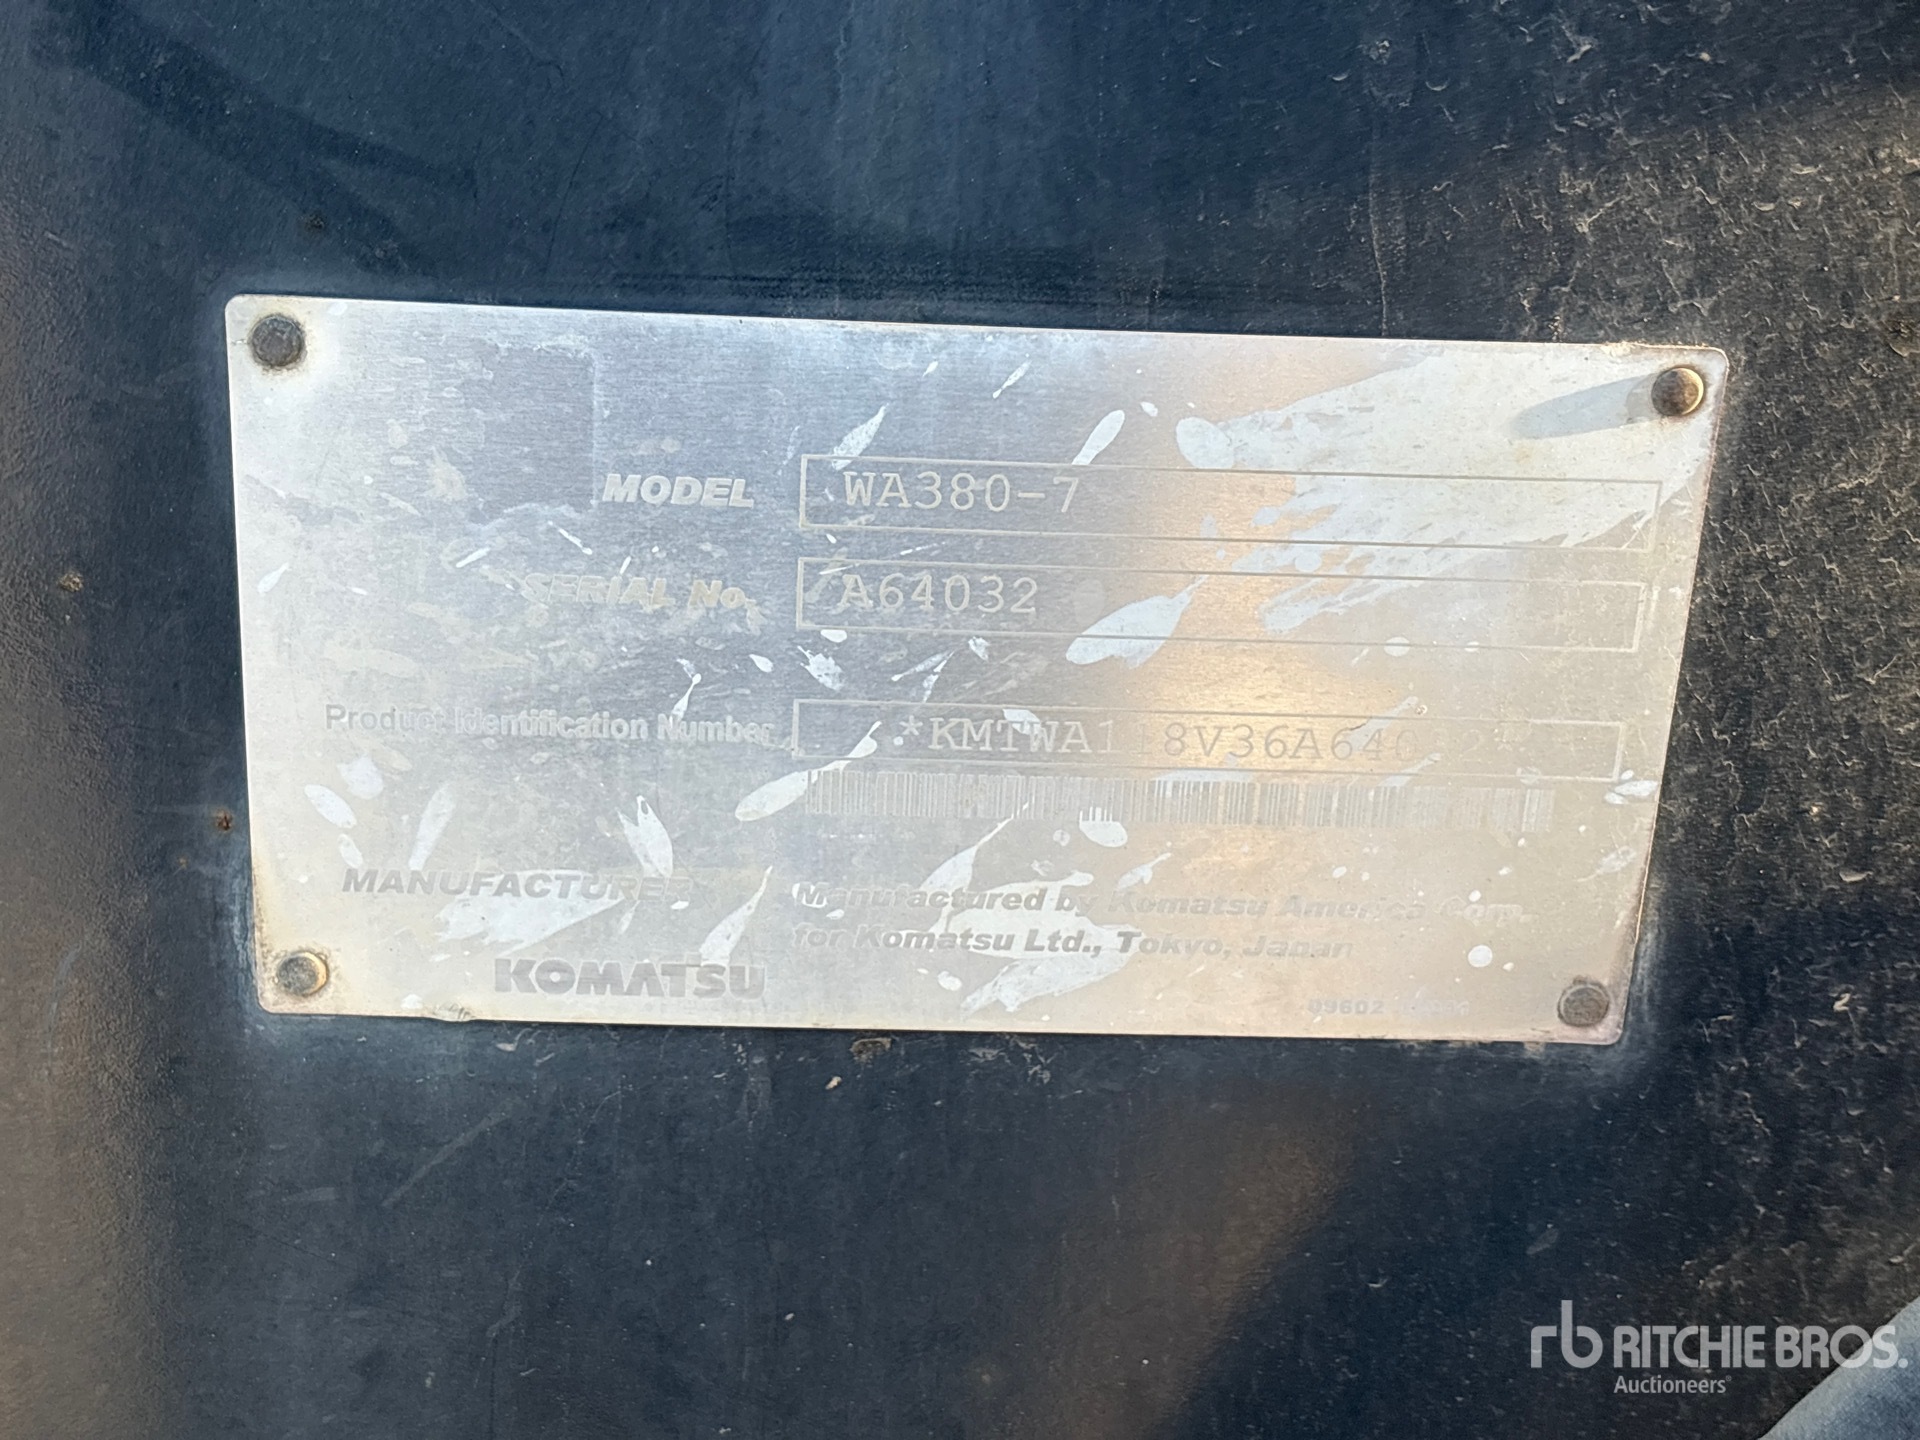 MODEL WA380-7
SERIAL No. A64032
Product Identification Number
MANUFACTURER Manufactured by Komatsu America Corp.
for Komatsu Ltd., Tokyo, Japan
KOMATSU
rb RITCHIE BROS.
Auctioneers